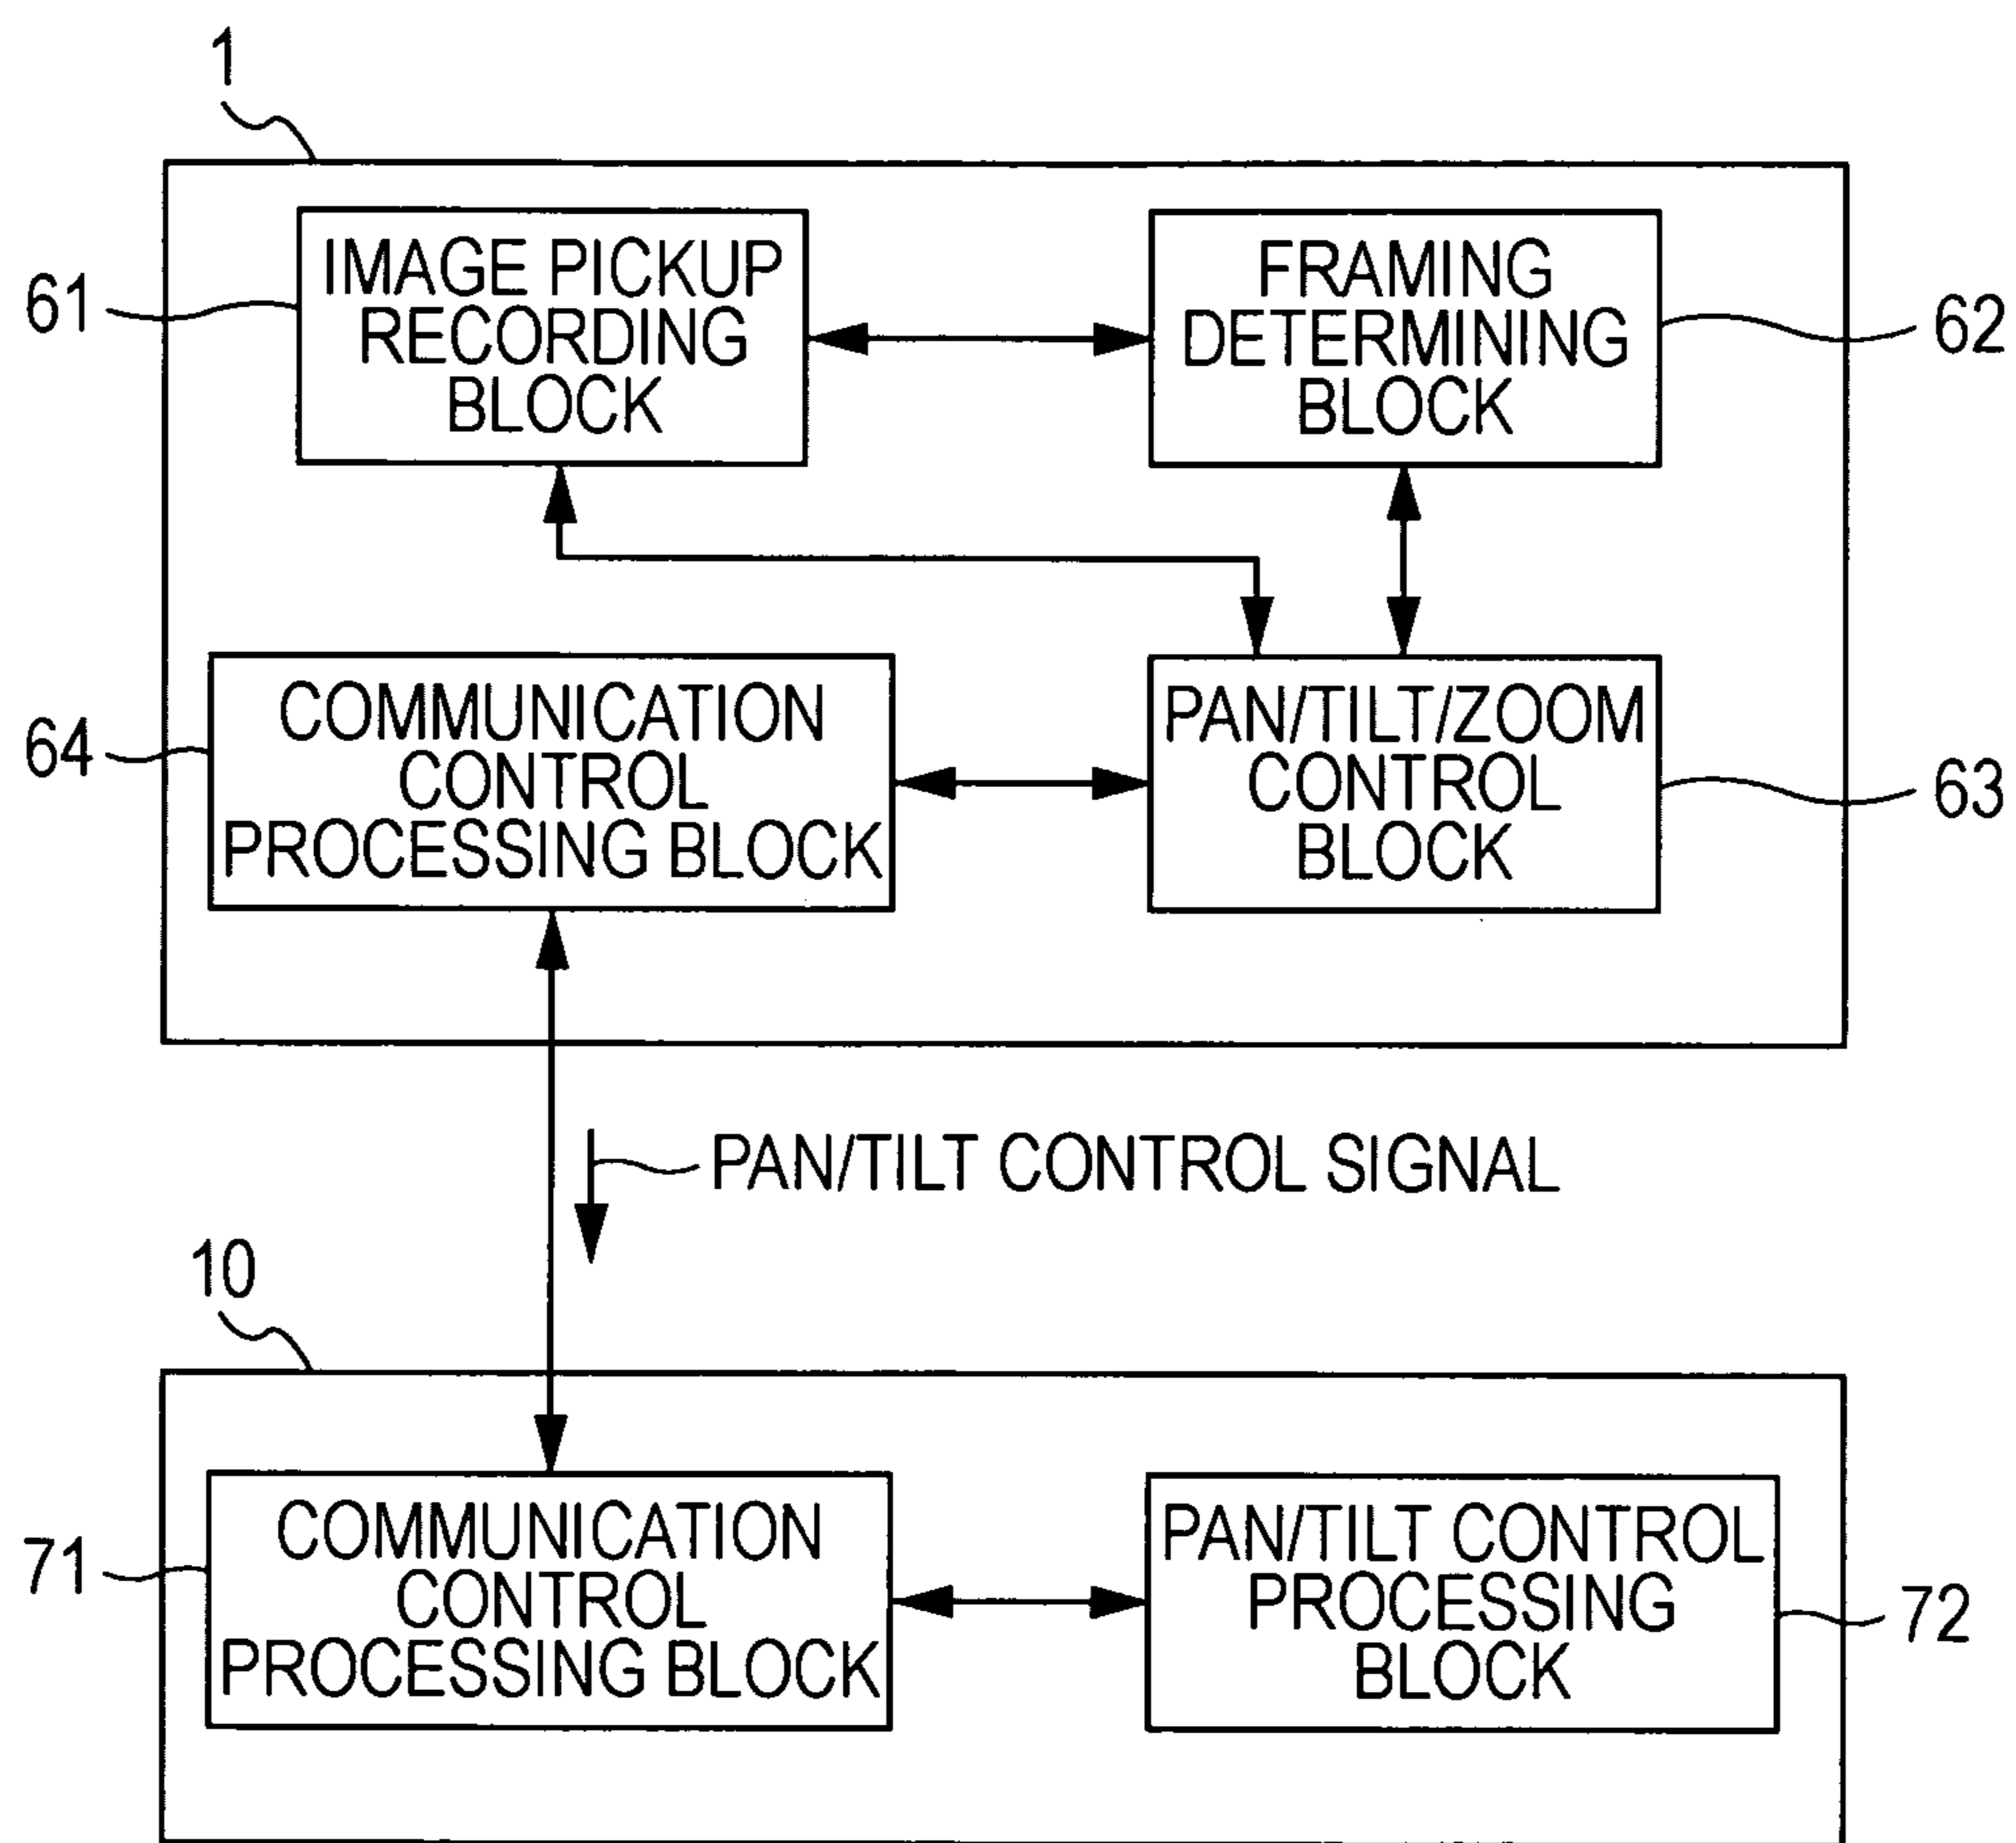 1
IMAGE PICKUP
RECORDING
BLOCK
61
FRAMING
DETERMINING
BLOCK
62
COMMUNICATION
CONTROL
PROCESSING BLOCK
64
PAN/TILT/ZOOM
CONTROL
BLOCK
63
PAN/TILT CONTROL SIGNAL
10
COMMUNICATION
CONTROL
PROCESSING BLOCK
71
PAN/TILT CONTROL
PROCESSING
BLOCK
72